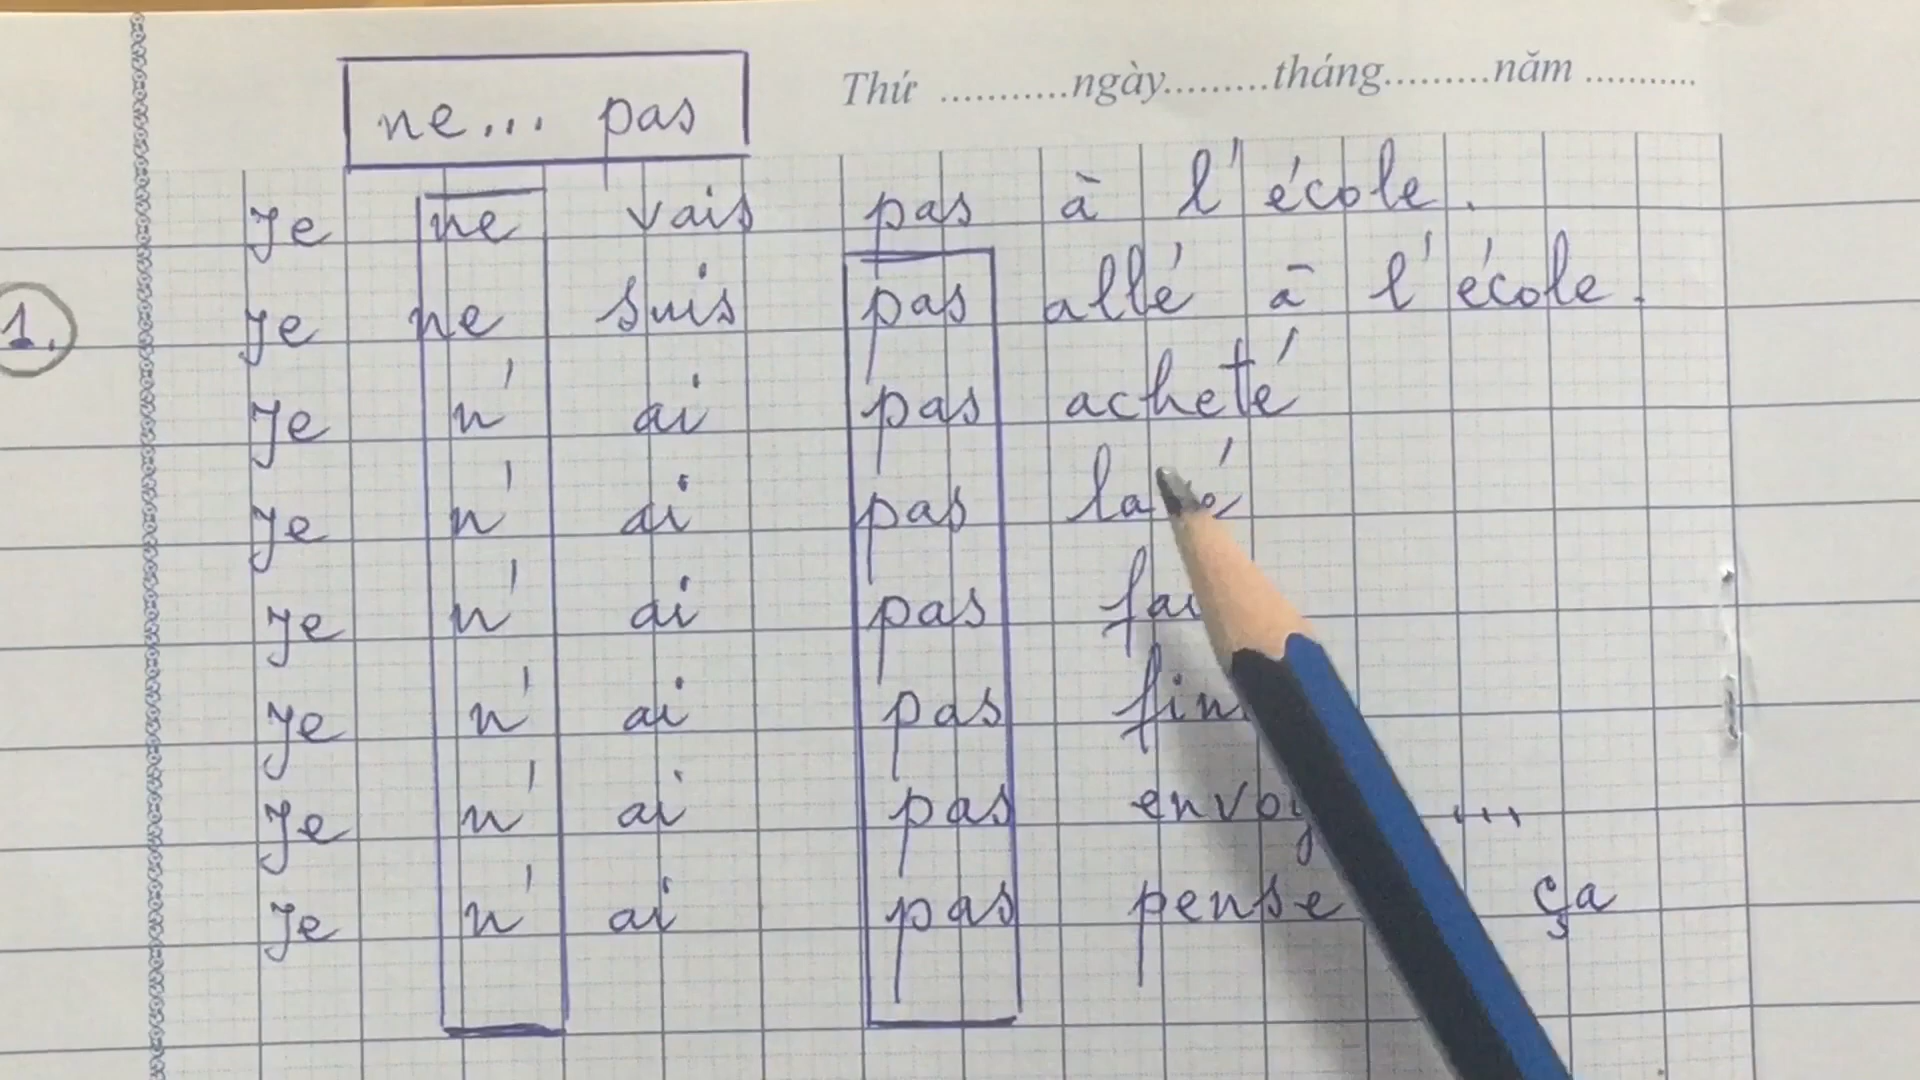 ne... pas
Thứ ...........ngày.........tháng.........năm ...........
Je ne vais pas à l'école.
1. Je ne suis pas allé à l'école.
Je n' ai pas acheté
Je n' ai pas
Je n' ai pas
Je n' ai pas
Je n' ai pas ...
Je n' ai pas pense ça